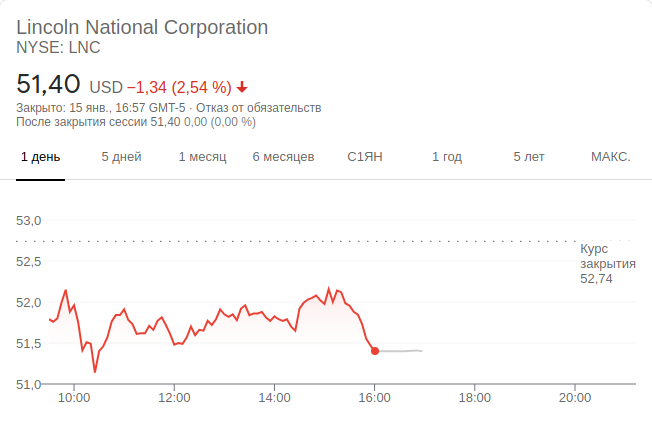 Lincoln National Corporation
NYSE: LNC
51,40 USD −1,34 (2,54 %)
Закрыто: 15 янв., 16:57 GMT-5 · Отказ от обязательств
После закрытия сессии 51,40 0,00 (0,00 %)
1 день 5 дней 1 месяц 6 месяцев С1ЯН 1 год 5 лет МАКС.
53,0
Курс
закрытия
52,74
52,5
52,0
51,5
51,0
10:00 12:00 14:00 16:00 18:00 20:00